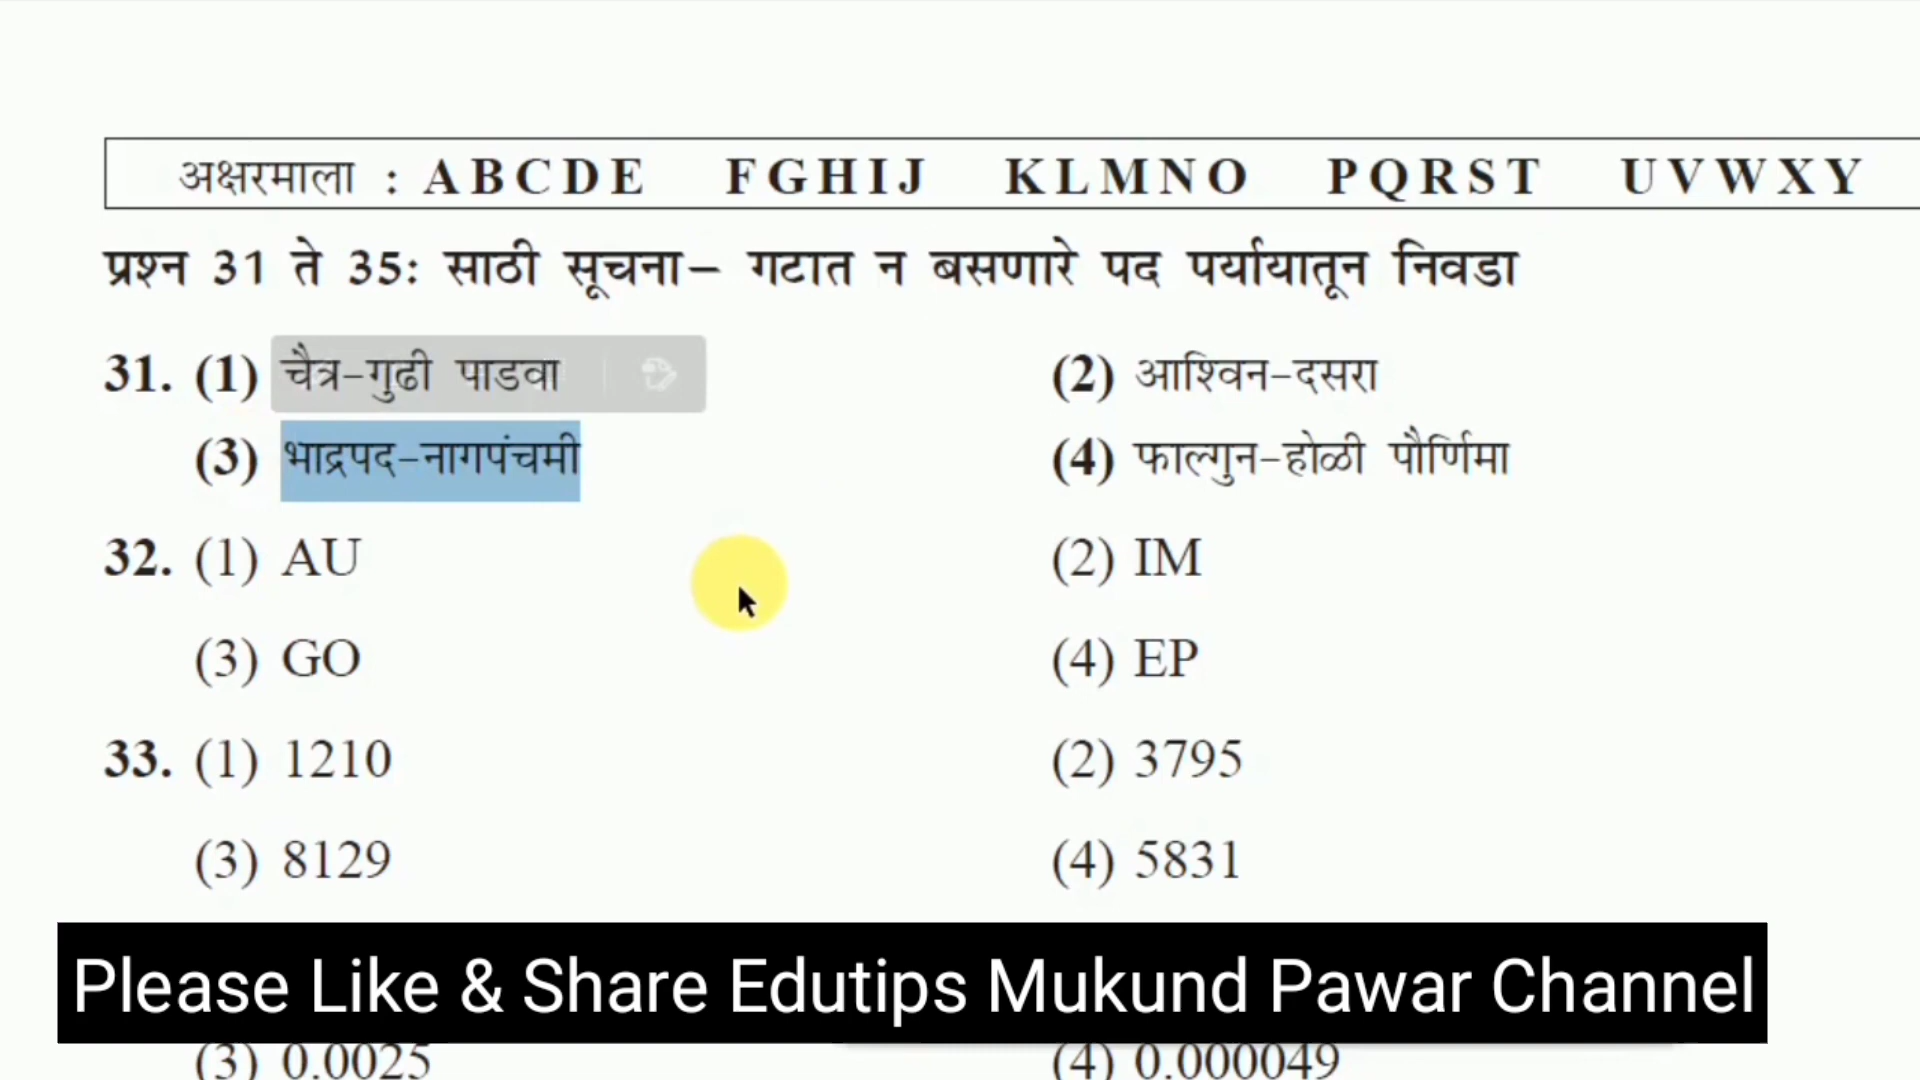 अक्षरमाला : A B C D E F G H I J K L M N O P Q R S T U V W X Y
प्रश्न 31 ते 35: साठी सूचना– गटात न बसणारे पद पर्यायातून निवडा
31. (1) चैत्र–गुढी पाडवा (2) आश्विन–दसरा
(3) भाद्रपद–नागपंचमी (4) फाल्गुन–होळी पौर्णिमा
32. (1) AU (2) IM
(3) GO (4) EP
33. (1) 1210 (2) 3795
(3) 8129 (4) 5831
Please Like & Share Edutips Mukund Pawar Channel
(3) 0.0025 (4) 0.000049